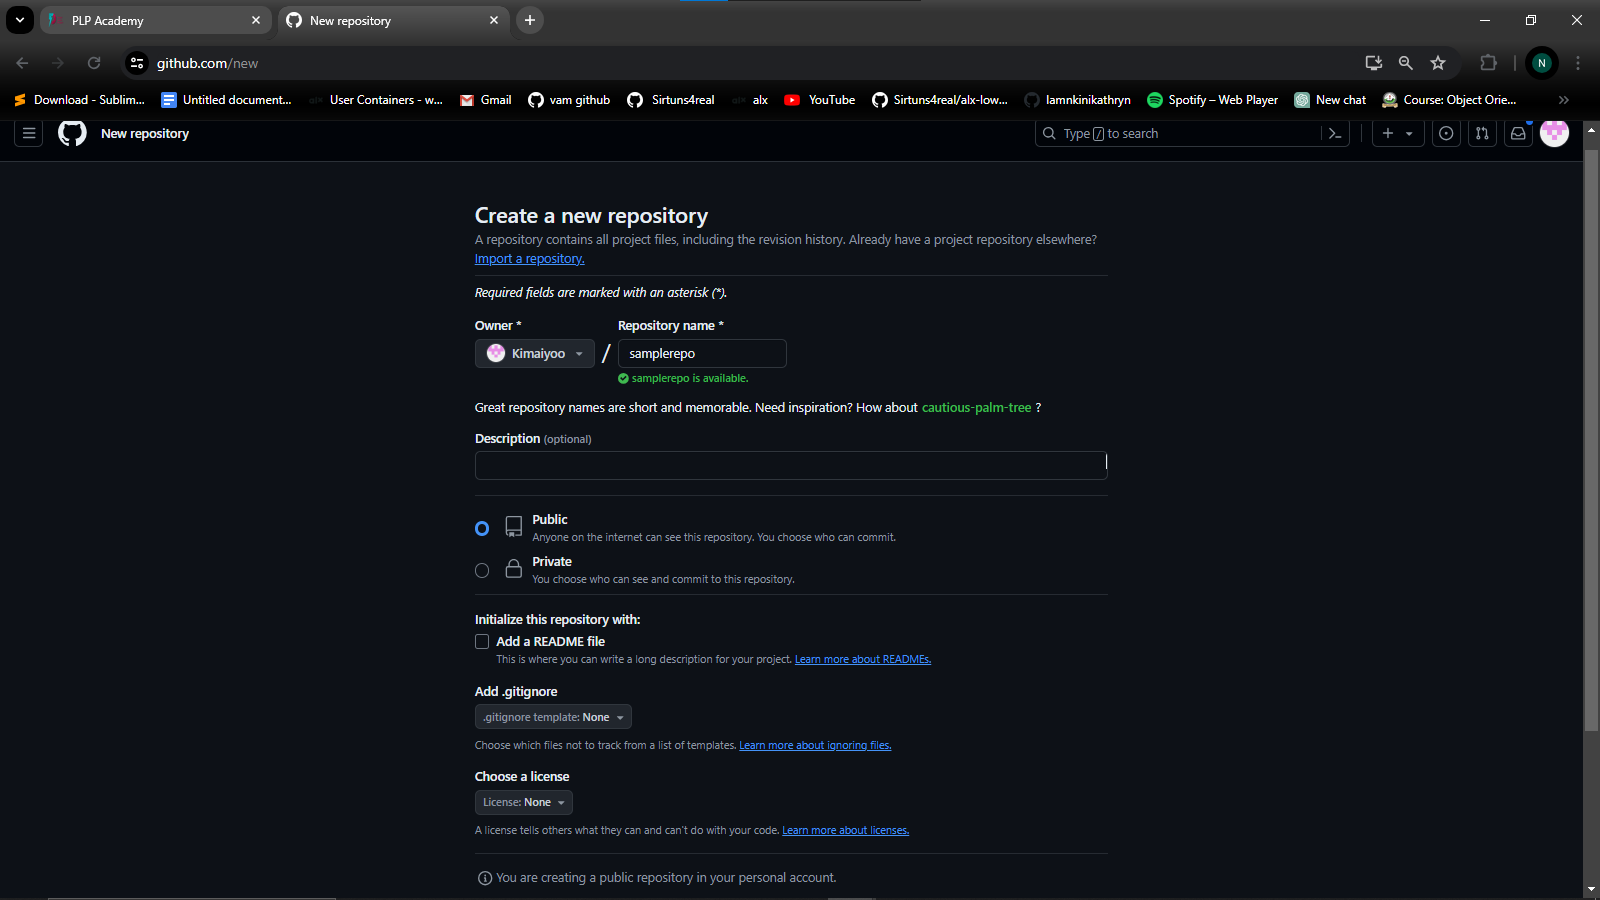 PLP Academy
New repository
github.com/new
N
Download - Sublim...
Untitled document...
User Containers - w...
Gmail
vam github
Sirtuns4real
alx
YouTube
Sirtuns4real/alx-low...
Iamnkinikathryn
Spotify – Web Player
New chat
Course: Object Orie...
New repository
Type / to search
Create a new repository
A repository contains all project files, including the revision history. Already have a project repository elsewhere?
Import a repository.
Required fields are marked with an asterisk (*).
Owner *
Repository name *
Kimaiyoo
/
samplerepo
samplerepo is available.
Great repository names are short and memorable. Need inspiration? How about cautious-palm-tree ?
Description (optional)
Public
Anyone on the internet can see this repository. You choose who can commit.
Private
You choose who can see and commit to this repository.
Initialize this repository with:
Add a README file
This is where you can write a long description for your project. Learn more about READMEs.
Add .gitignore
.gitignore template: None
Choose which files not to track from a list of templates. Learn more about ignoring files.
Choose a license
License: None
A license tells others what they can and can't do with your code. Learn more about licenses.
You are creating a public repository in your personal account.